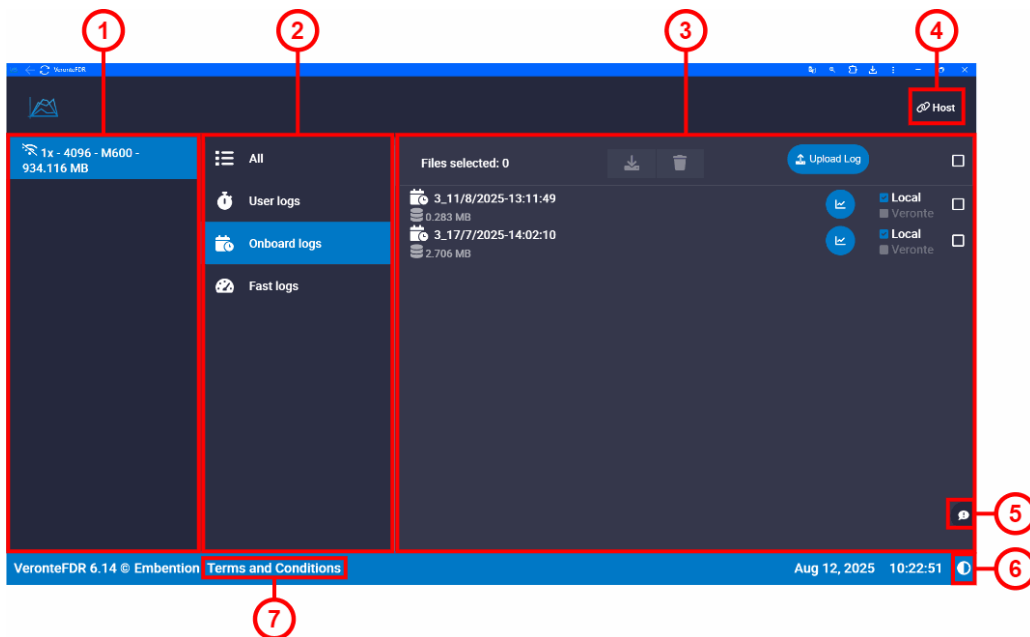 1
2
3
4
VeronteFDR
Host
1x - 4096 - M600 -
934.116 MB
All
User logs
Onboard logs
Fast logs
Files selected: 0
Upload Log
3_11/8/2025-13:11:49
0.283 MB
Local
Veronte
3_17/7/2025-14:02:10
2.706 MB
Local
Veronte
5
VeronteFDR 6.14 © Embention
Terms and Conditions
Aug 12, 2025
10:22:51
6
7